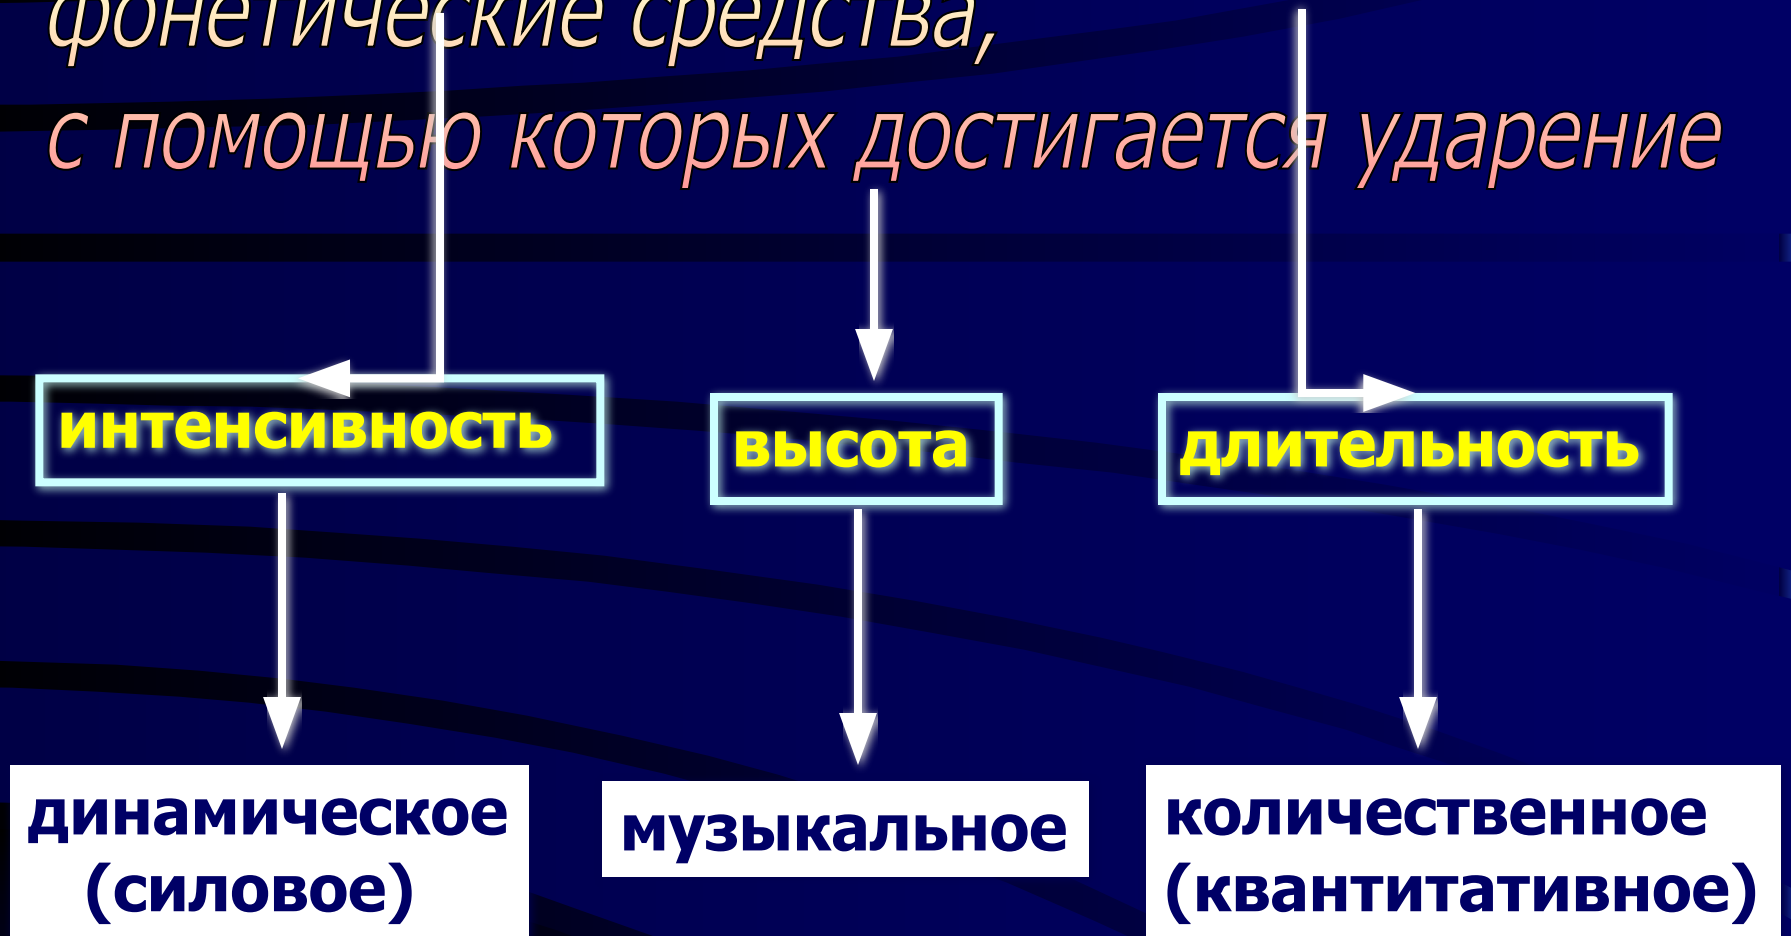 фонетические средства,
с помощью которых достигается ударение
интенсивность
высота
длительность
динамическое
(силовое)
музыкальное
количественное
(квантитативное)